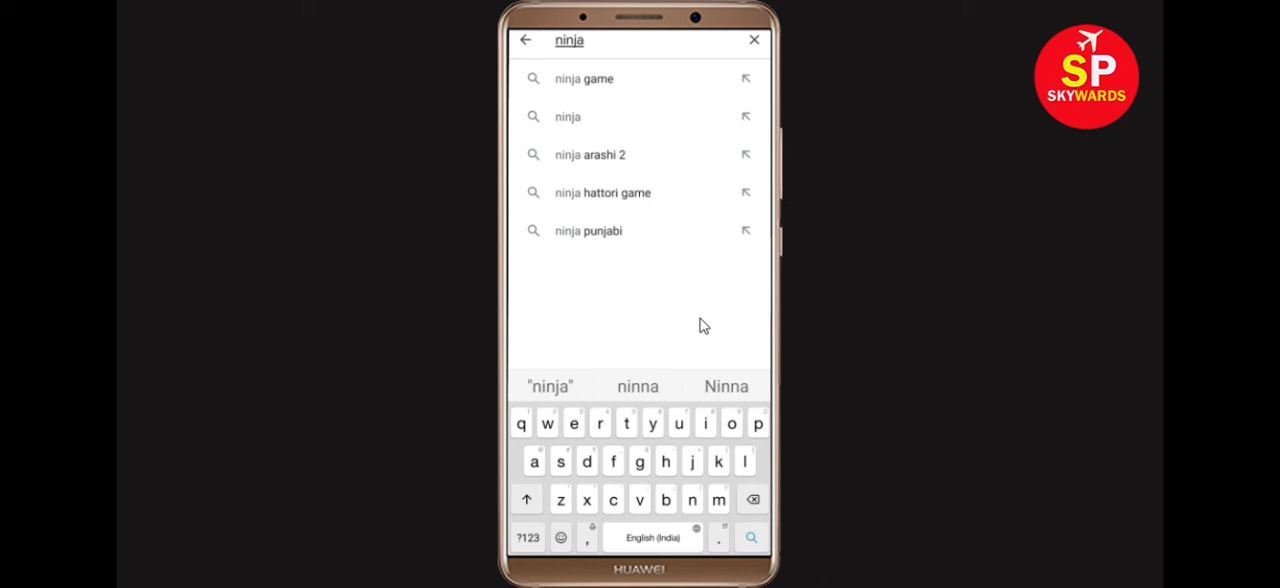 ninja
ninja game
ninja
ninja arashi 2
ninja hattori game
ninja punjabi
"ninja" ninna Ninna
q w e r t y u i o p
a s d f g h j k l
z x c v b n m
?123 , English (India) .
HUAWEI
SP
SKYWARDS